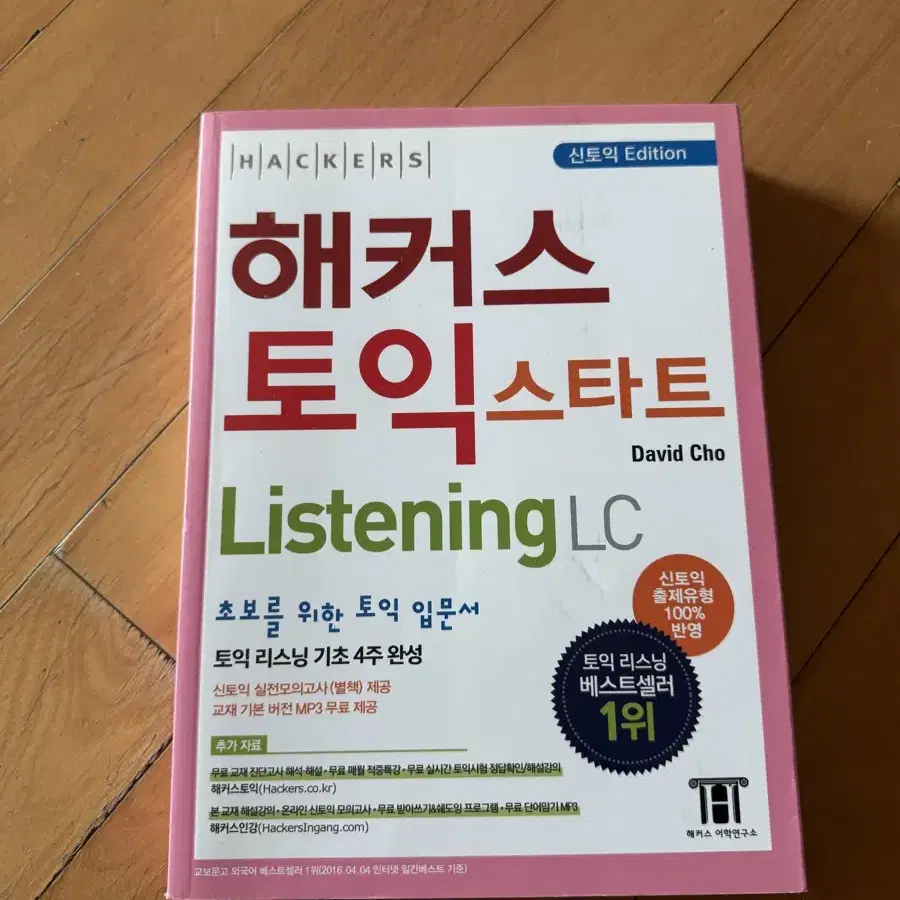 HACKERS
신토익 Edition
해커스
토익 스타트
David Cho
Listening LC
초보를 위한 토익 입문서
토익 리스닝 기초 4주 완성
신토익 실전모의고사(별책) 제공
교재 기본 버전 MP3 무료 제공
신토익
출제유형
100%
반영
토익 리스닝
베스트셀러
1위
추가 자료
무료 교재 진단고사 해석·해설 • 무료 매월 적중특강 • 무료 실시간 토익시험 정답확인/해설강의
해커스토익(Hackers.co.kr)
본 교재 해설강의 • 온라인 신토익 모의고사 • 무료 받아쓰기&쉐도잉 프로그램 • 무료 단어암기 MP3
해커스인강(HackersIngang.com)
H
해커스 어학연구소
교보문고 외국어 베스트셀러 1위(2016.04.04 인터넷 일간베스트 기준)